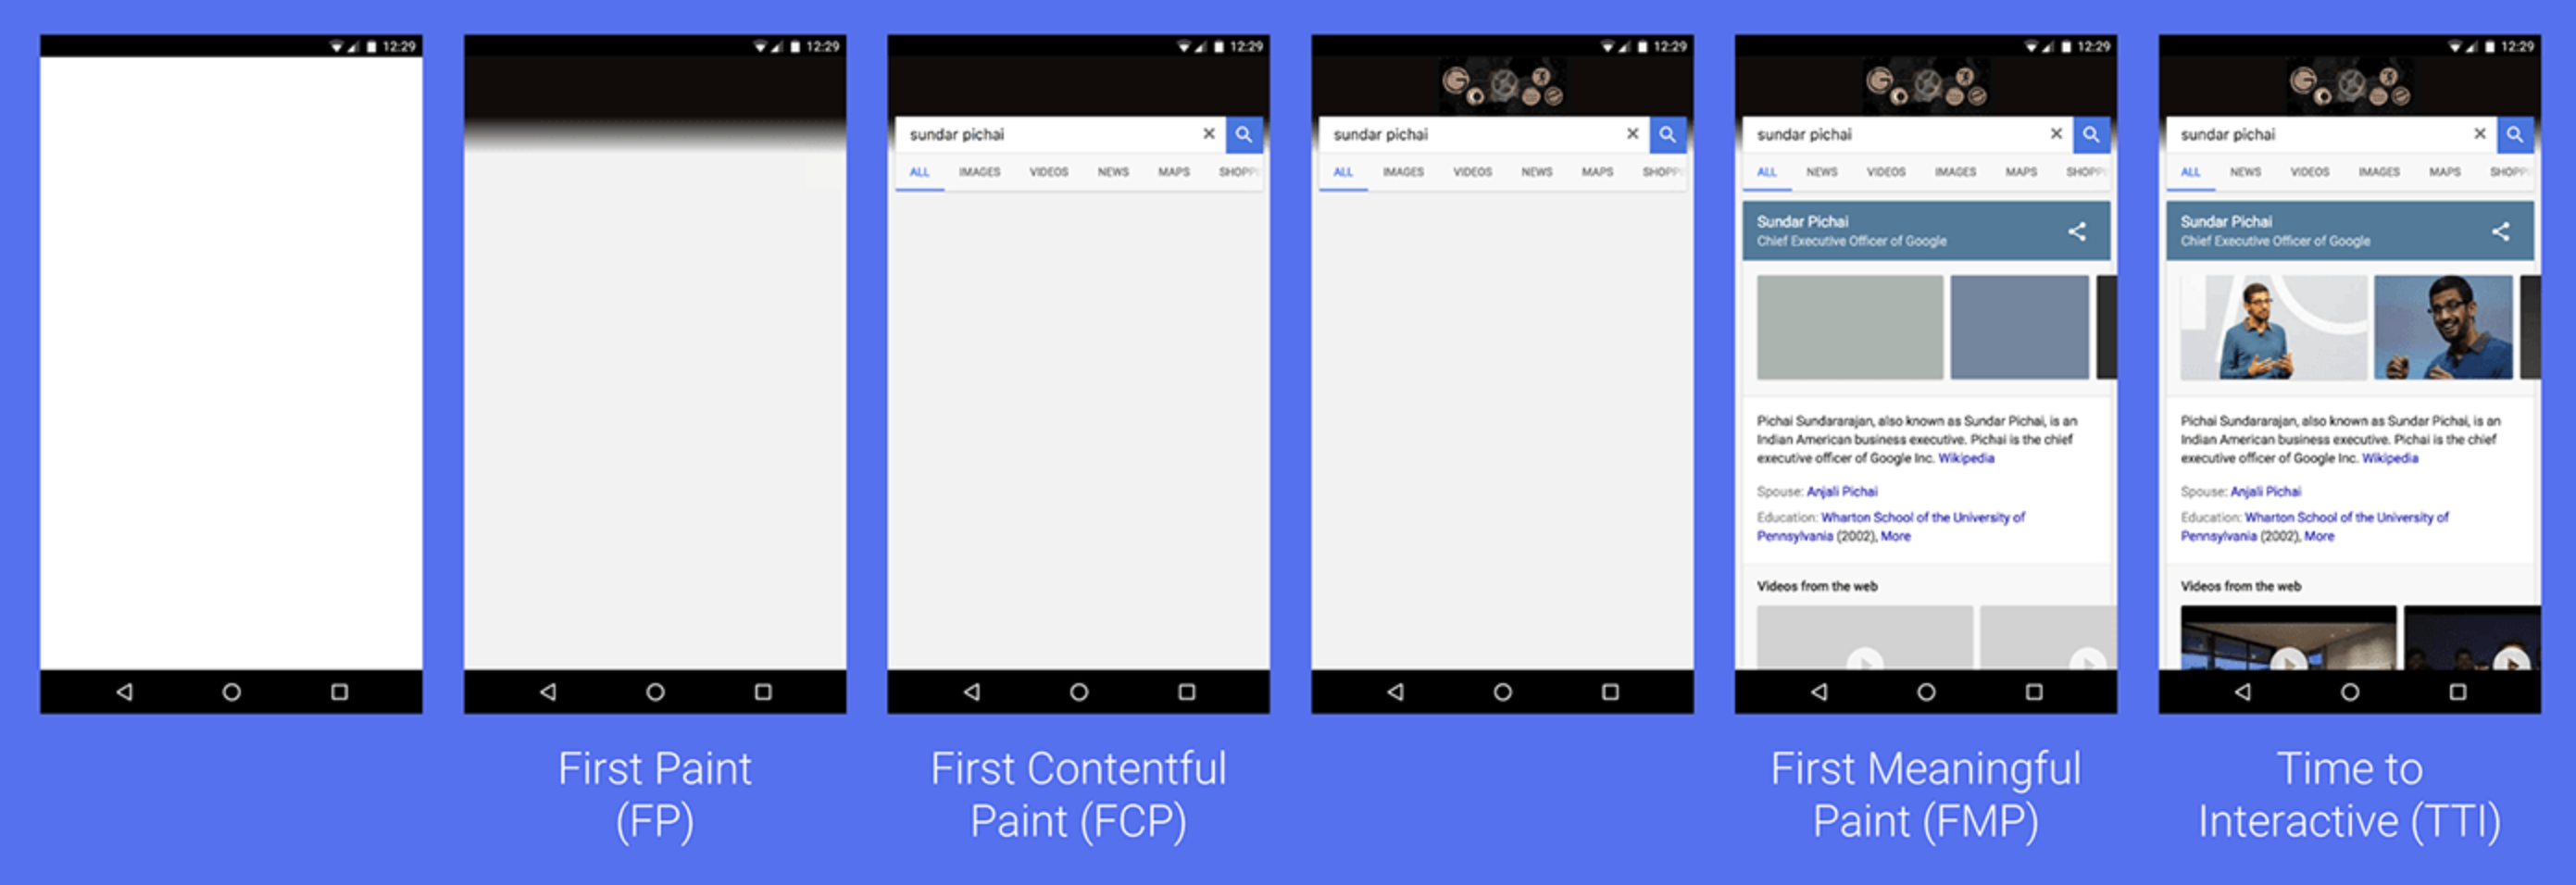 12:29
12:29
First Paint
(FP)
12:29
sundar pichai
ALL IMAGES VIDEOS NEWS MAPS SHOPPI
First Contentful
Paint (FCP)
12:29
sundar pichai
ALL IMAGES VIDEOS NEWS MAPS SHOPPI
12:29
sundar pichai
ALL NEWS VIDEOS IMAGES MAPS SHOPP
Sundar Pichai
Chief Executive Officer of Google
Pichai Sundararajan, also known as Sundar Pichai, is an
Indian American business executive. Pichai is the chief
executive officer of Google Inc. Wikipedia
Spouse: Anjali Pichai
Education: Wharton School of the University of
Pennsylvania (2002), More
Videos from the web
First Meaningful
Paint (FMP)
12:29
sundar pichai
ALL NEWS VIDEOS IMAGES MAPS SHOPP
Sundar Pichai
Chief Executive Officer of Google
Pichai Sundararajan, also known as Sundar Pichai, is an
Indian American business executive. Pichai is the chief
executive officer of Google Inc. Wikipedia
Spouse: Anjali Pichai
Education: Wharton School of the University of
Pennsylvania (2002), More
Videos from the web
Time to
Interactive (TTI)